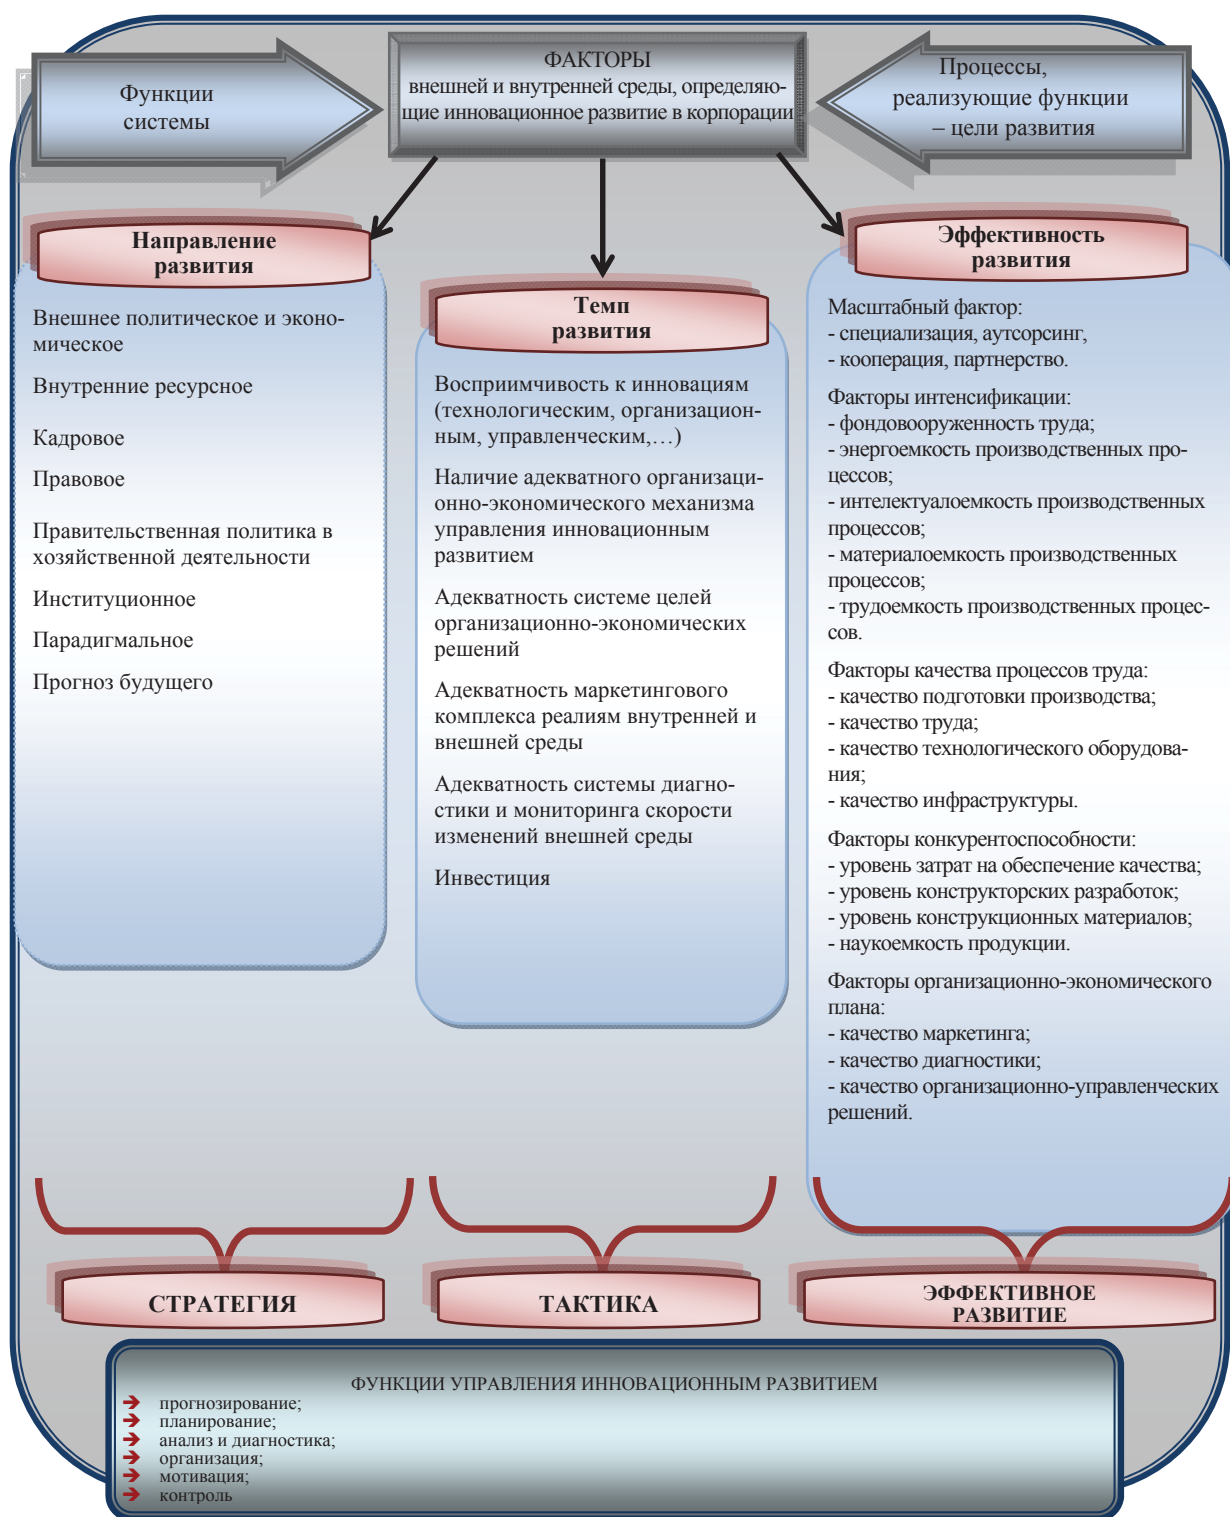 Функции
системы
ФАКТОРЫ
внешней и внутренней среды, определяю-
щие инновационное развитие в корпорации
Процессы,
реализующие функции
– цели развития
Направление
развития
Внешнее политическое и эконо-
мическое
Внутренние ресурсное
Кадровое
Правовое
Правительственная политика в
хозяйственной деятельности
Институционное
Парадигмальное
Прогноз будущего
Темп
развития
Восприимчивость к инновациям
(технологическим, организацион-
ным, управленческим,…)
Наличие адекватного организаци-
онно-экономического механизма
управления инновационным
развитием
Адекватность системе целей
организационно-экономических
решений
Адекватность маркетингового
комплекса реалиям внутренней и
внешней среды
Адекватность системы диагно-
стики и мониторинга скорости
изменений внешней среды
Инвестиция
Эффективность
развития
Масштабный фактор:
- специализация, аутсорсинг,
- кооперация, партнерство.
Факторы интенсификации:
- фондовооруженность труда;
- энергоемкость производственных про-
цессов;
- интелектуалоемкость производственных
процессов;
- материалоемкость производственных
процессов;
- трудоемкость производственных процес-
сов.
Факторы качества процессов труда:
- качество подготовки производства;
- качество труда;
- качество технологического оборудова-
ния;
- качество инфраструктуры.
Факторы конкурентоспособности:
- уровень затрат на обеспечение качества;
- уровень конструкторских разработок;
- уровень конструкционных материалов;
- наукоемкость продукции.
Факторы организационно-экономического
плана:
- качество маркетинга;
- качество диагностики;
- качество организационно-управленческих
решений.
СТРАТЕГИЯ
ТАКТИКА
ЭФФЕКТИВНОЕ
РАЗВИТИЕ
ФУНКЦИИ УПРАВЛЕНИЯ ИННОВАЦИОННЫМ РАЗВИТИЕМ
➔ прогнозирование;
➔ планирование;
➔ анализ и диагностика;
➔ организация;
➔ мотивация;
➔ контроль